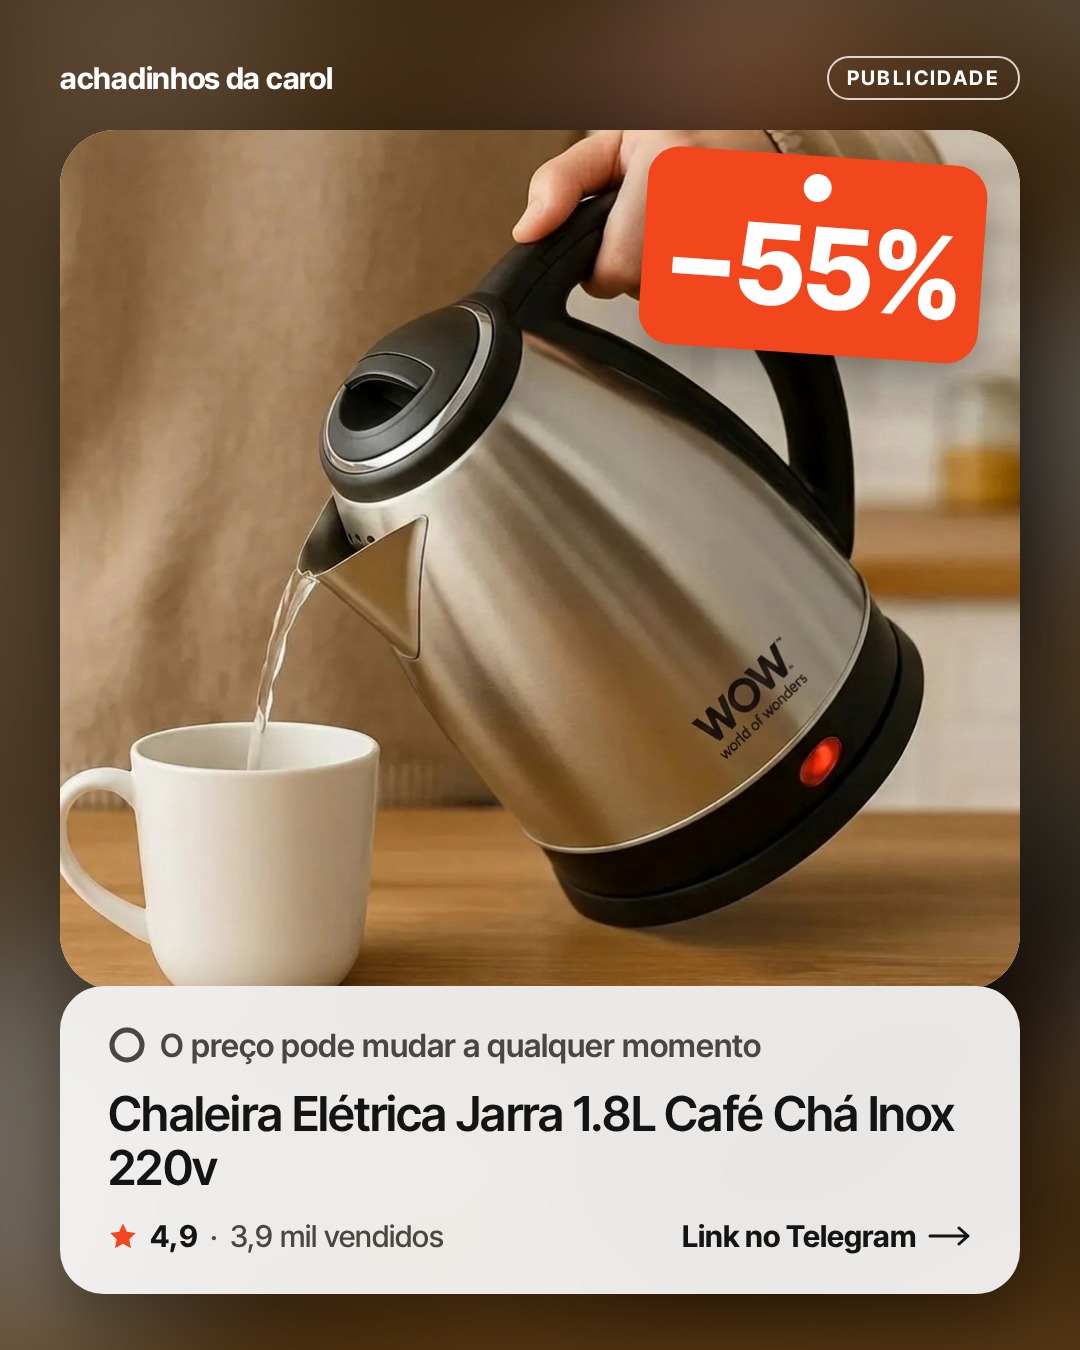 achadinhos da carol
PUBLICIDADE
−55%
WOW™
world of wonders
O preço pode mudar a qualquer momento
Chaleira Elétrica Jarra 1.8L Café Chá Inox
220v
4,9 · 3,9 mil vendidos
Link no Telegram →